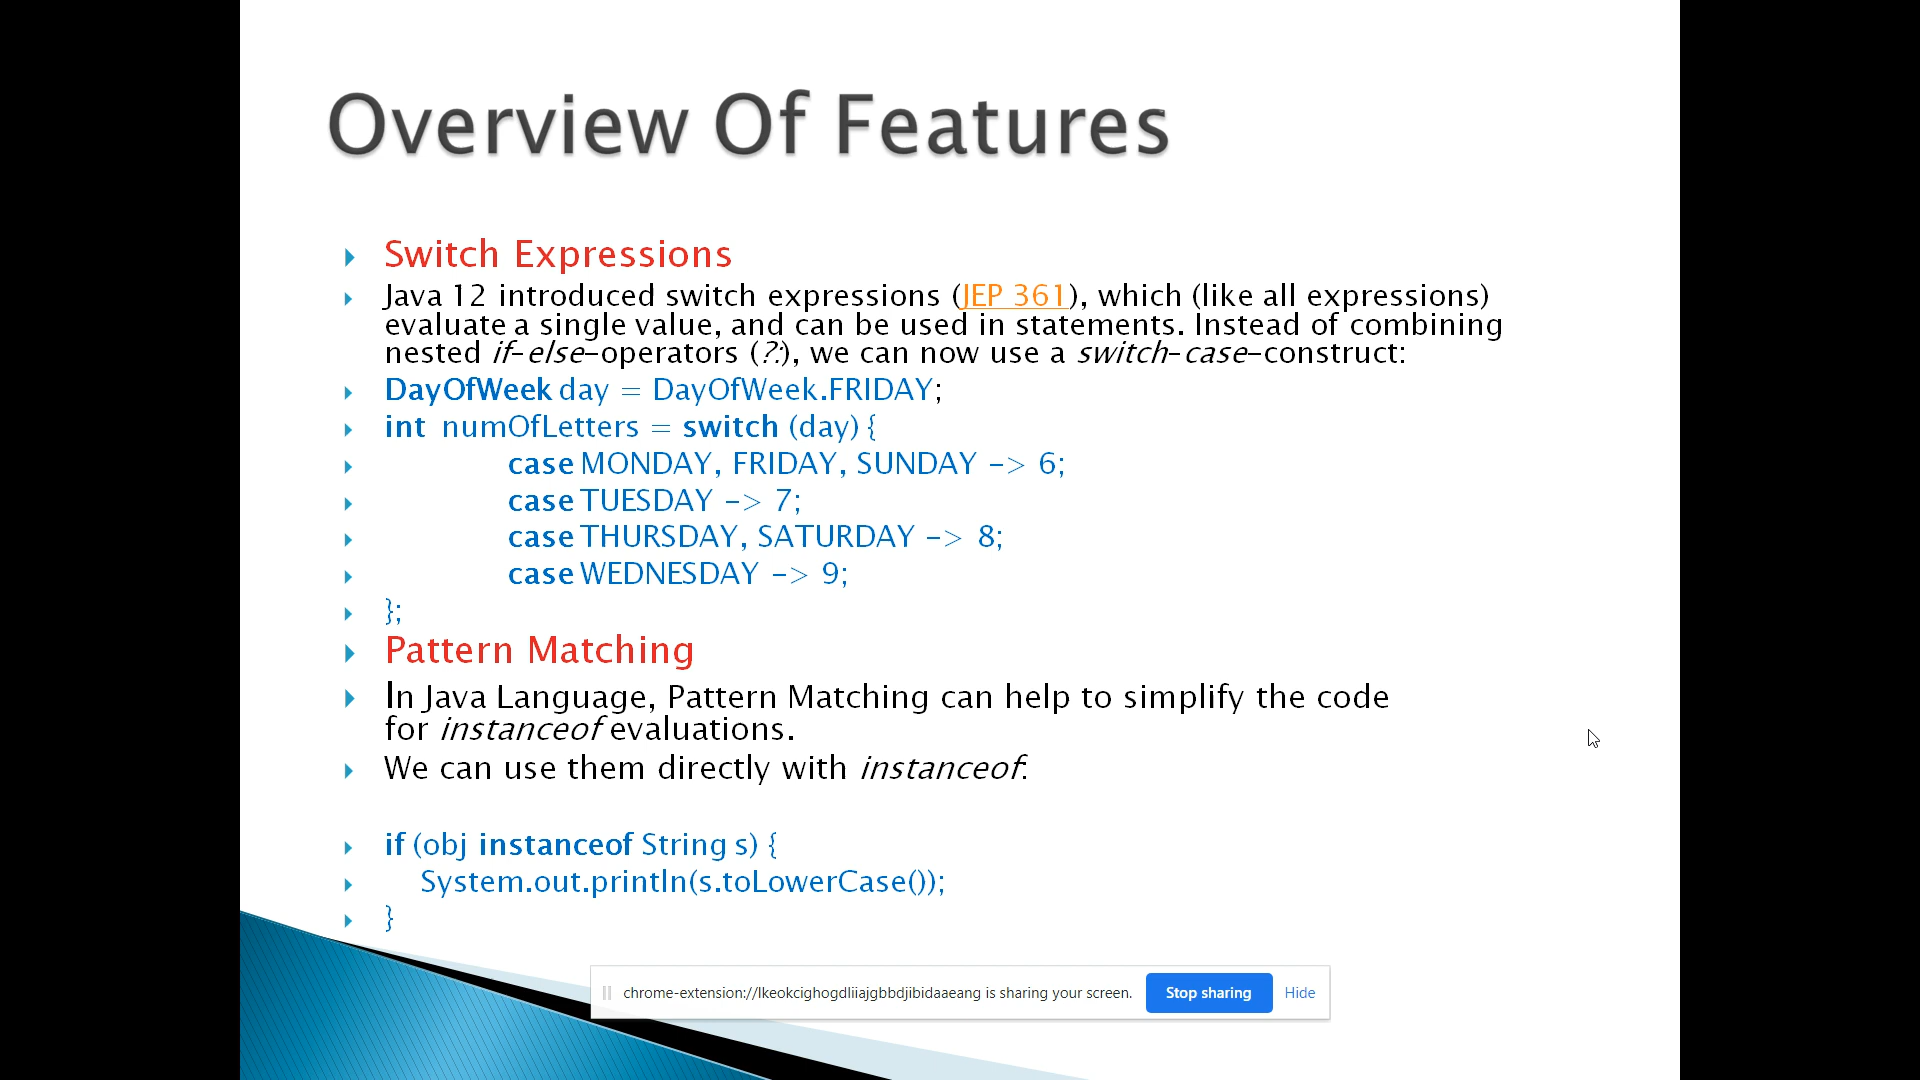 Overview Of Features
Switch Expressions
Java 12 introduced switch expressions (JEP 361), which (like all expressions)
evaluate a single value, and can be used in statements. Instead of combining
nested if-else-operators (?:), we can now use a switch-case-construct:
DayOfWeek day = DayOfWeek.FRIDAY;
int numOfLetters = switch (day) {
case MONDAY, FRIDAY, SUNDAY -> 6;
case TUESDAY -> 7;
case THURSDAY, SATURDAY -> 8;
case WEDNESDAY -> 9;
};
Pattern Matching
In Java Language, Pattern Matching can help to simplify the code
for instanceof evaluations.
We can use them directly with instanceof:
if (obj instanceof String s) {
System.out.println(s.toLowerCase());
}
chrome-extension://lkeokcighogdliiajgbbdjibidaaeang is sharing your screen. Stop sharing Hide